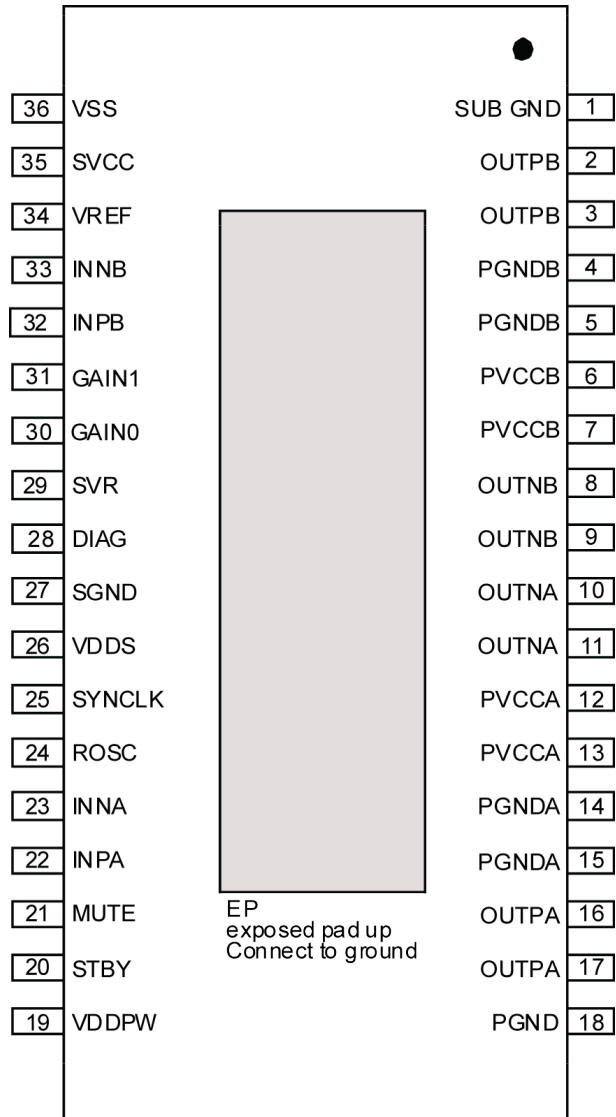 36 VSS SUB GND 1
35 SVCC OUTPB 2
34 VREF OUTPB 3
33 INNB PGNDB 4
32 INPB PGNDB 5
31 GAIN1 PVCCB 6
30 GAIN0 PVCCB 7
29 SVR OUTNB 8
28 DIAG OUTNB 9
27 SGND OUTNA 10
26 VDDS OUTNA 11
25 SYNCLK PVCCA 12
24 ROSC PVCCA 13
23 INNA PGNDA 14
22 INPA PGNDA 15
21 MUTE OUTPA 16
20 STBY OUTPA 17
19 VDDPW PGND 18
EP
exposed pad up
Connect to ground